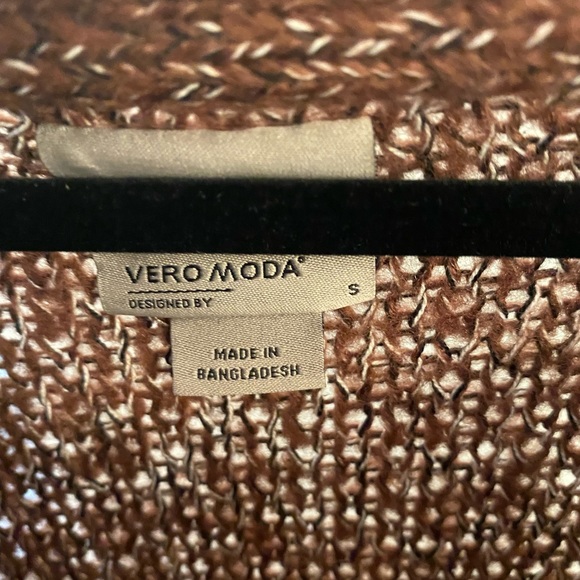 VERO MODA®
DESIGNED BY
S
MADE IN
BANGLADESH